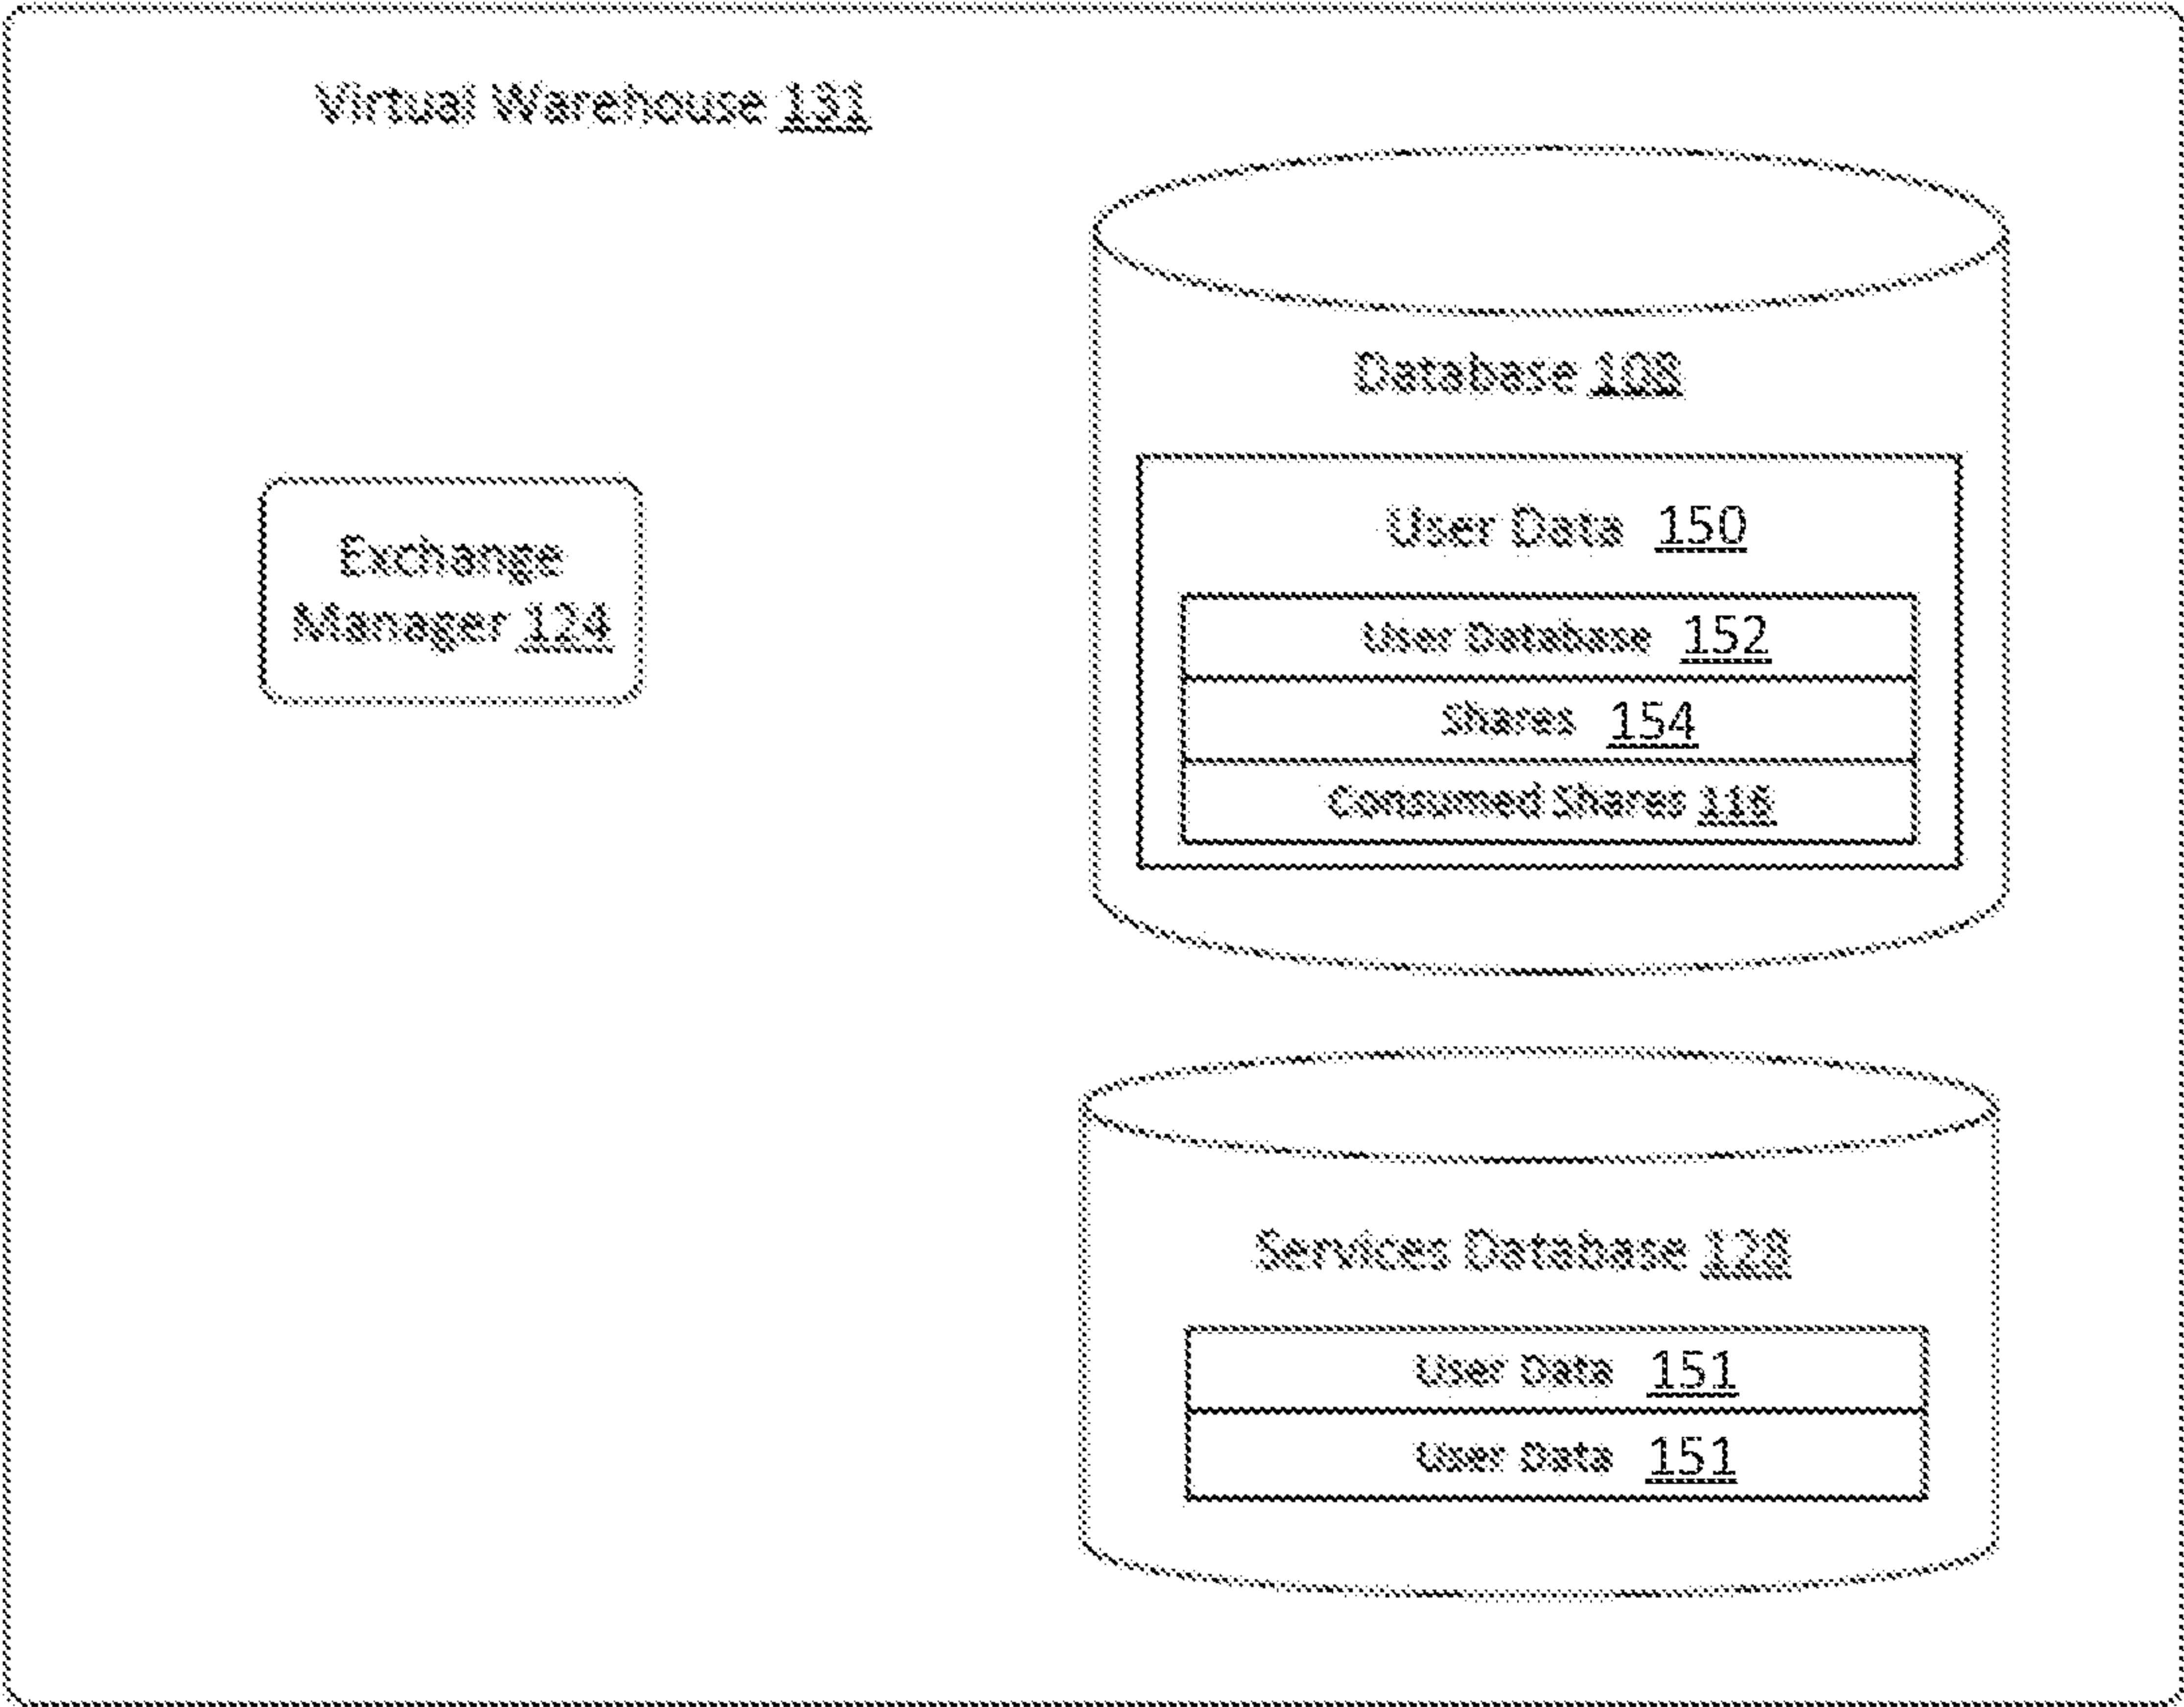 Virtual Warehouse 131
Database 108
User Data 150
User Database 152
Shares 154
Consumed Shares 116
Exchange
Manager 124
Services Database 128
User Data 151
User Data 151